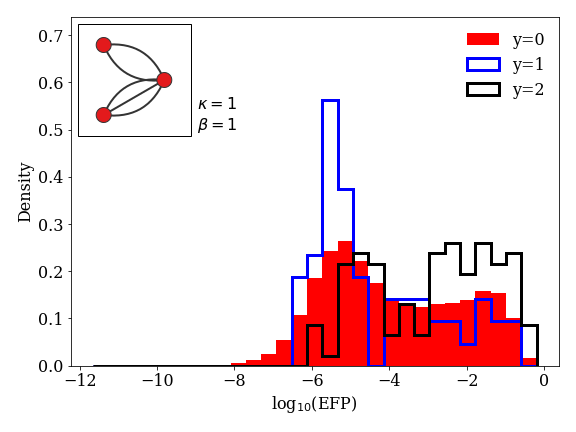 0.7
0.6
0.5
0.4
0.3
0.2
0.1
0.0
Density
κ = 1
β = 1
y=0
y=1
y=2
−12 −10 −8 −6 −4 −2 0
log₁₀(EFP)